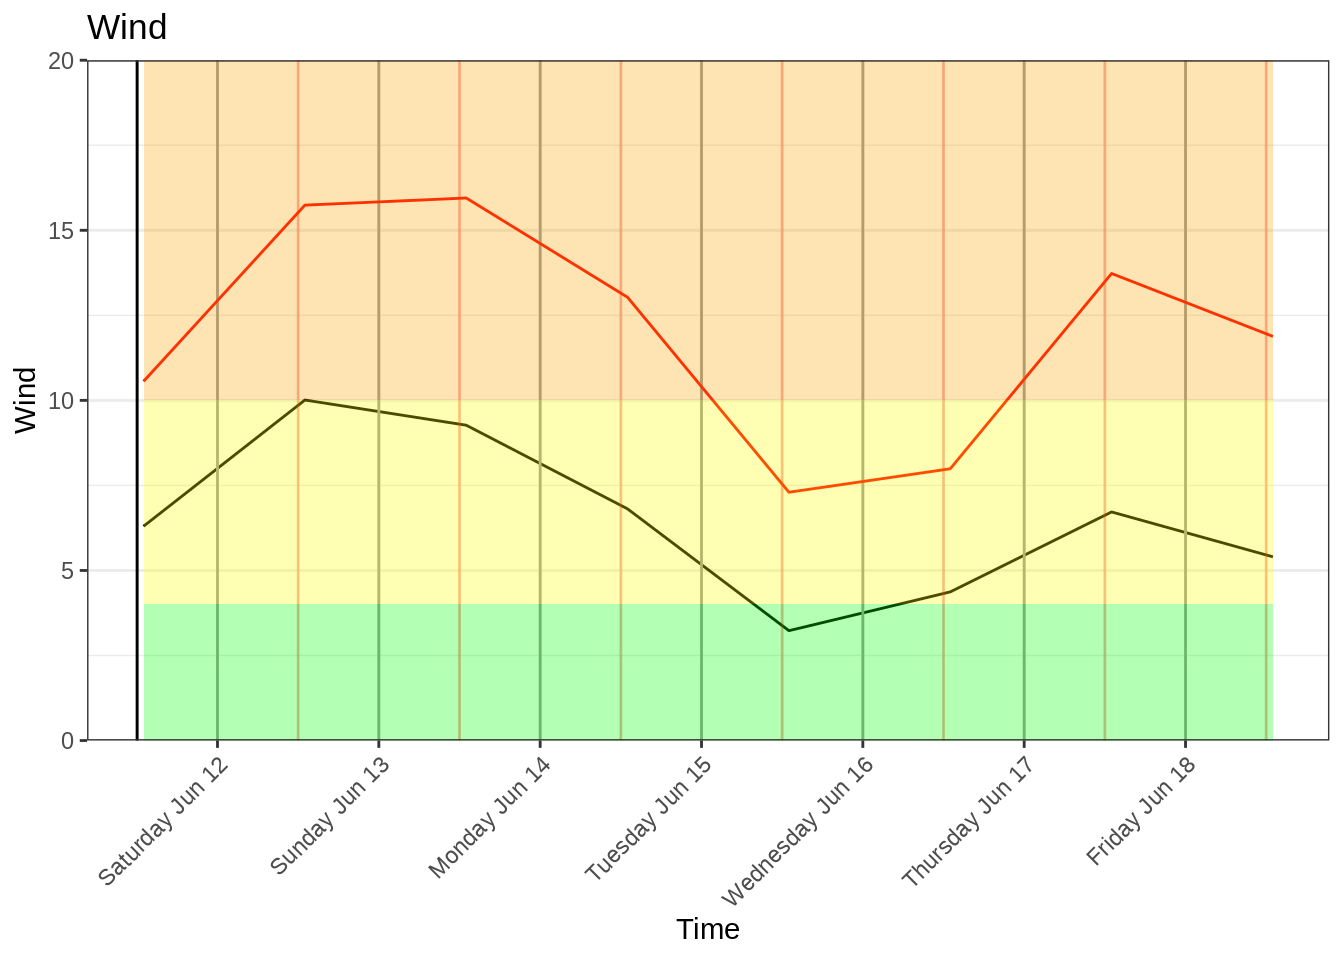 Wind
20
15
10
5
0
Wind
Saturday Jun 12
Sunday Jun 13
Monday Jun 14
Tuesday Jun 15
Wednesday Jun 16
Thursday Jun 17
Friday Jun 18
Time